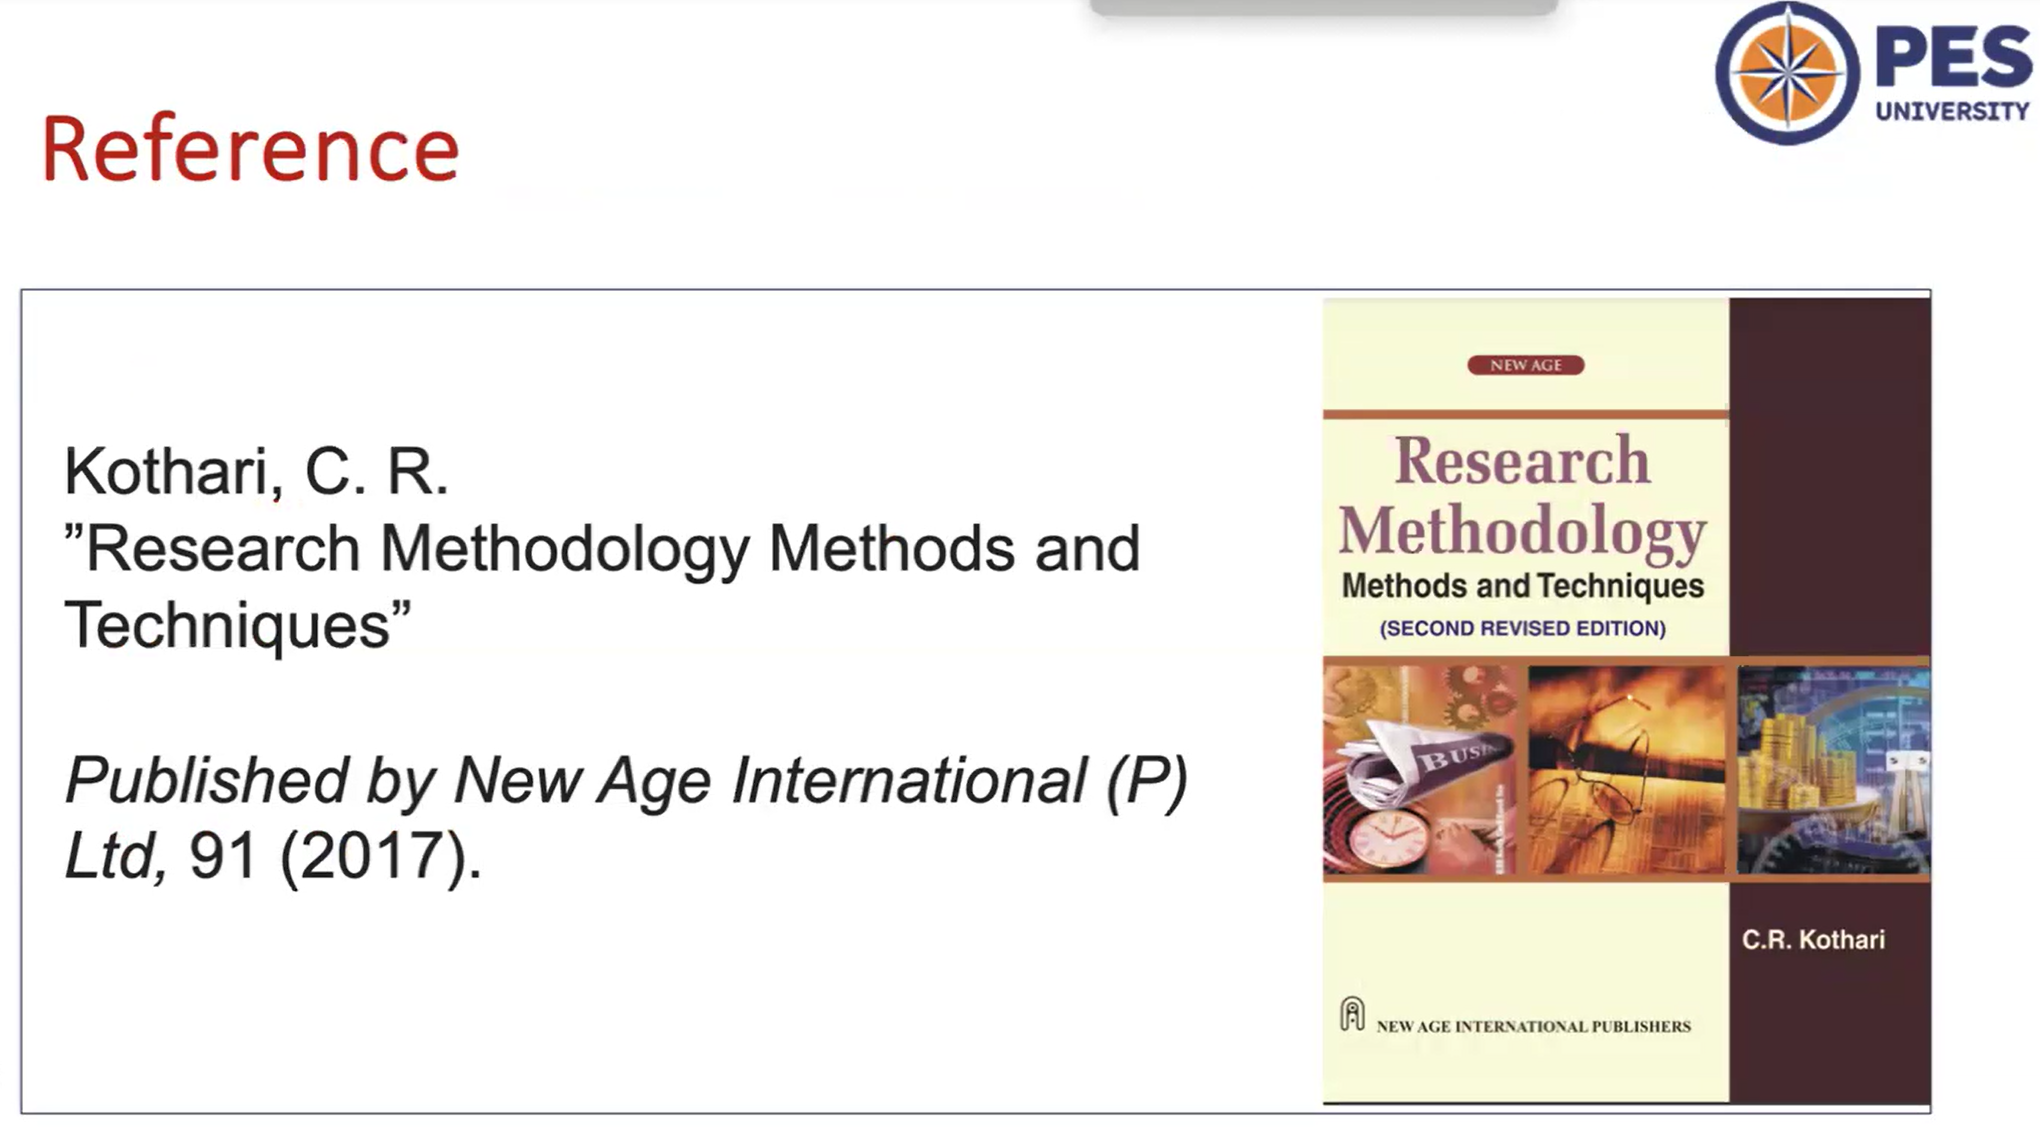 PES
UNIVERSITY
Reference
Kothari, C. R.
”Research Methodology Methods and
Techniques”
Published by New Age International (P)
Ltd, 91 (2017).
NEW AGE
Research
Methodology
Methods and Techniques
(SECOND REVISED EDITION)
BUSI
C.R. Kothari
NEW AGE INTERNATIONAL PUBLISHERS